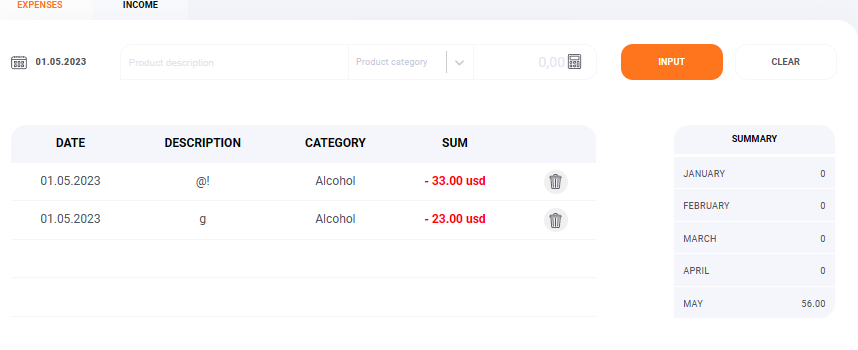 EXPENSES INCOME
01.05.2023 Product description Product category 0,00 INPUT CLEAR
DATE DESCRIPTION CATEGORY SUM
01.05.2023 @! Alcohol - 33.00 usd
01.05.2023 g Alcohol - 23.00 usd
SUMMARY
JANUARY 0
FEBRUARY 0
MARCH 0
APRIL 0
MAY 56.00